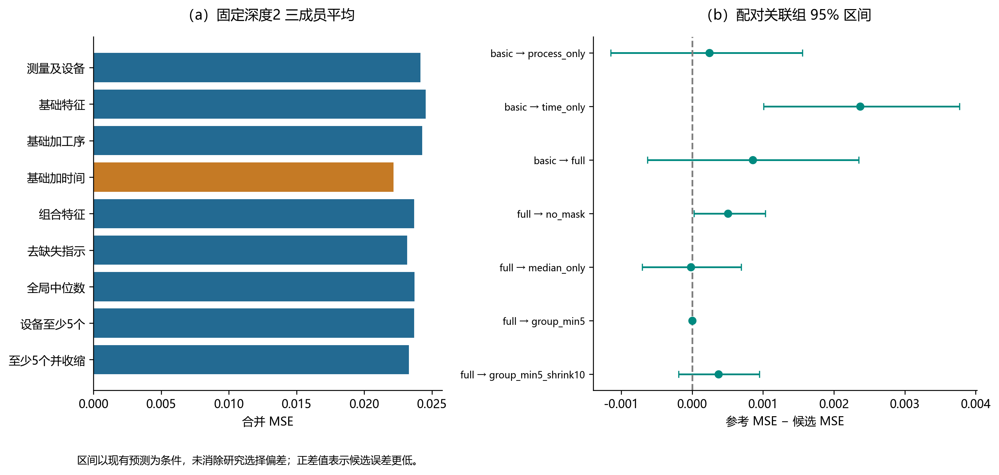 （a）固定深度2 三成员平均
测量及设备
基础特征
基础加工序
基础加时间
组合特征
去缺失指示
全局中位数
设备至少5个
至少5个并收缩
0.000 0.005 0.010 0.015 0.020 0.025
合并 MSE
（b）配对关联组 95% 区间
basic → process_only
basic → time_only
basic → full
full → no_mask
full → median_only
full → group_min5
full → group_min5_shrink10
-0.001 0.000 0.001 0.002 0.003 0.004
参考 MSE − 候选 MSE
区间以现有预测为条件，未消除研究选择偏差；正差值表示候选误差更低。